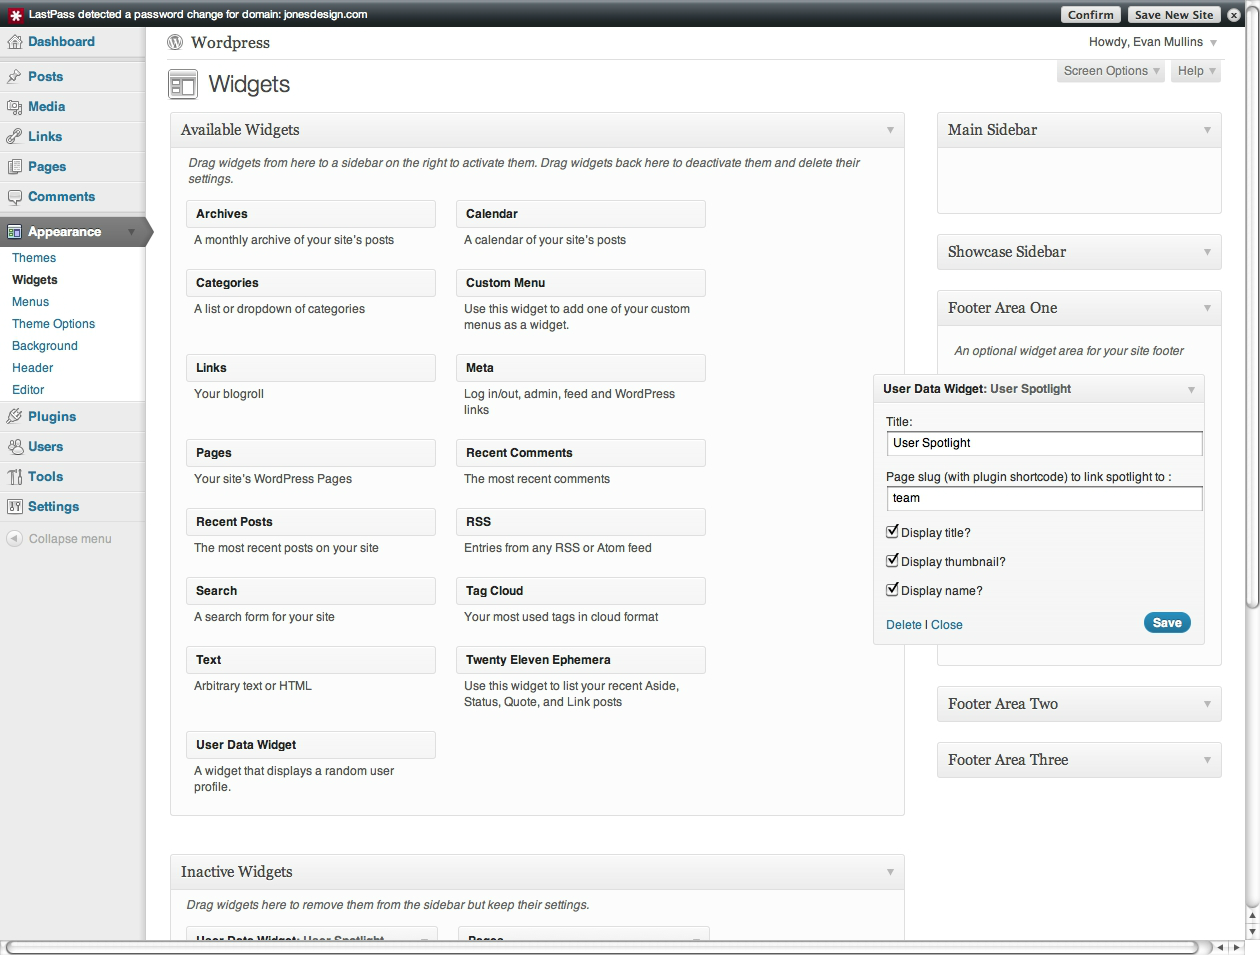 LastPass detected a password change for domain: jonesdesign.com
Confirm
Save New Site
Dashboard
Posts
Media
Links
Pages
Comments
Appearance
Themes
Widgets
Menus
Theme Options
Background
Header
Editor
Plugins
Users
Tools
Settings
Collapse menu
Wordpress
Howdy, Evan Mullins
Screen Options
Help
Widgets
Available Widgets
Drag widgets from here to a sidebar on the right to activate them. Drag widgets back here to deactivate them and delete their
settings.
Archives
A monthly archive of your site's posts
Calendar
A calendar of your site's posts
Categories
A list or dropdown of categories
Custom Menu
Use this widget to add one of your custom
menus as a widget.
Links
Your blogroll
Meta
Log in/out, admin, feed and WordPress
links
Pages
Your site's WordPress Pages
Recent Comments
The most recent comments
Recent Posts
The most recent posts on your site
RSS
Entries from any RSS or Atom feed
Search
A search form for your site
Tag Cloud
Your most used tags in cloud format
Text
Arbitrary text or HTML
Twenty Eleven Ephemera
Use this widget to list your recent Aside,
Status, Quote, and Link posts
User Data Widget
A widget that displays a random user
profile.
Inactive Widgets
Drag widgets here to remove them from the sidebar but keep their settings.
User Data Widget: User Spotlight
Pages
Main Sidebar
Showcase Sidebar
Footer Area One
An optional widget area for your site footer
User Data Widget: User Spotlight
Title:
User Spotlight
Page slug (with plugin shortcode) to link spotlight to :
team
Display title?
Display thumbnail?
Display name?
Delete | Close
Save
Footer Area Two
Footer Area Three